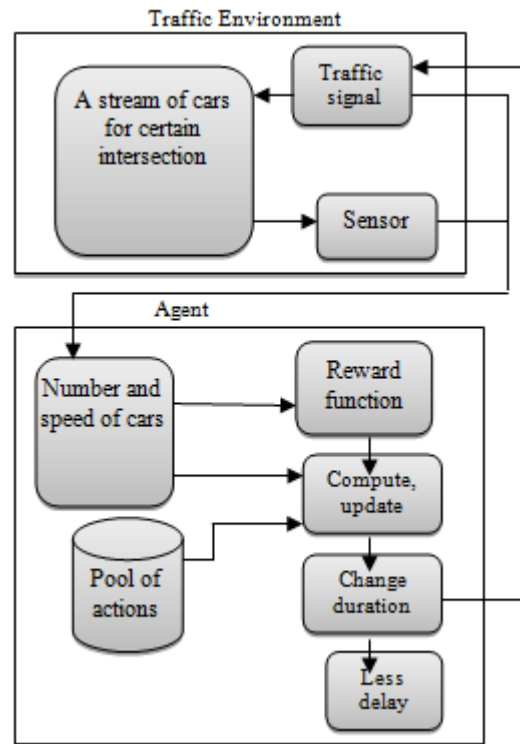 Traffic Environment
A stream of cars
for certain
intersection
Traffic
signal
Sensor
Agent
Number and
speed of cars
Reward
function
Compute,
update
Pool of
actions
Change
duration
Less
delay